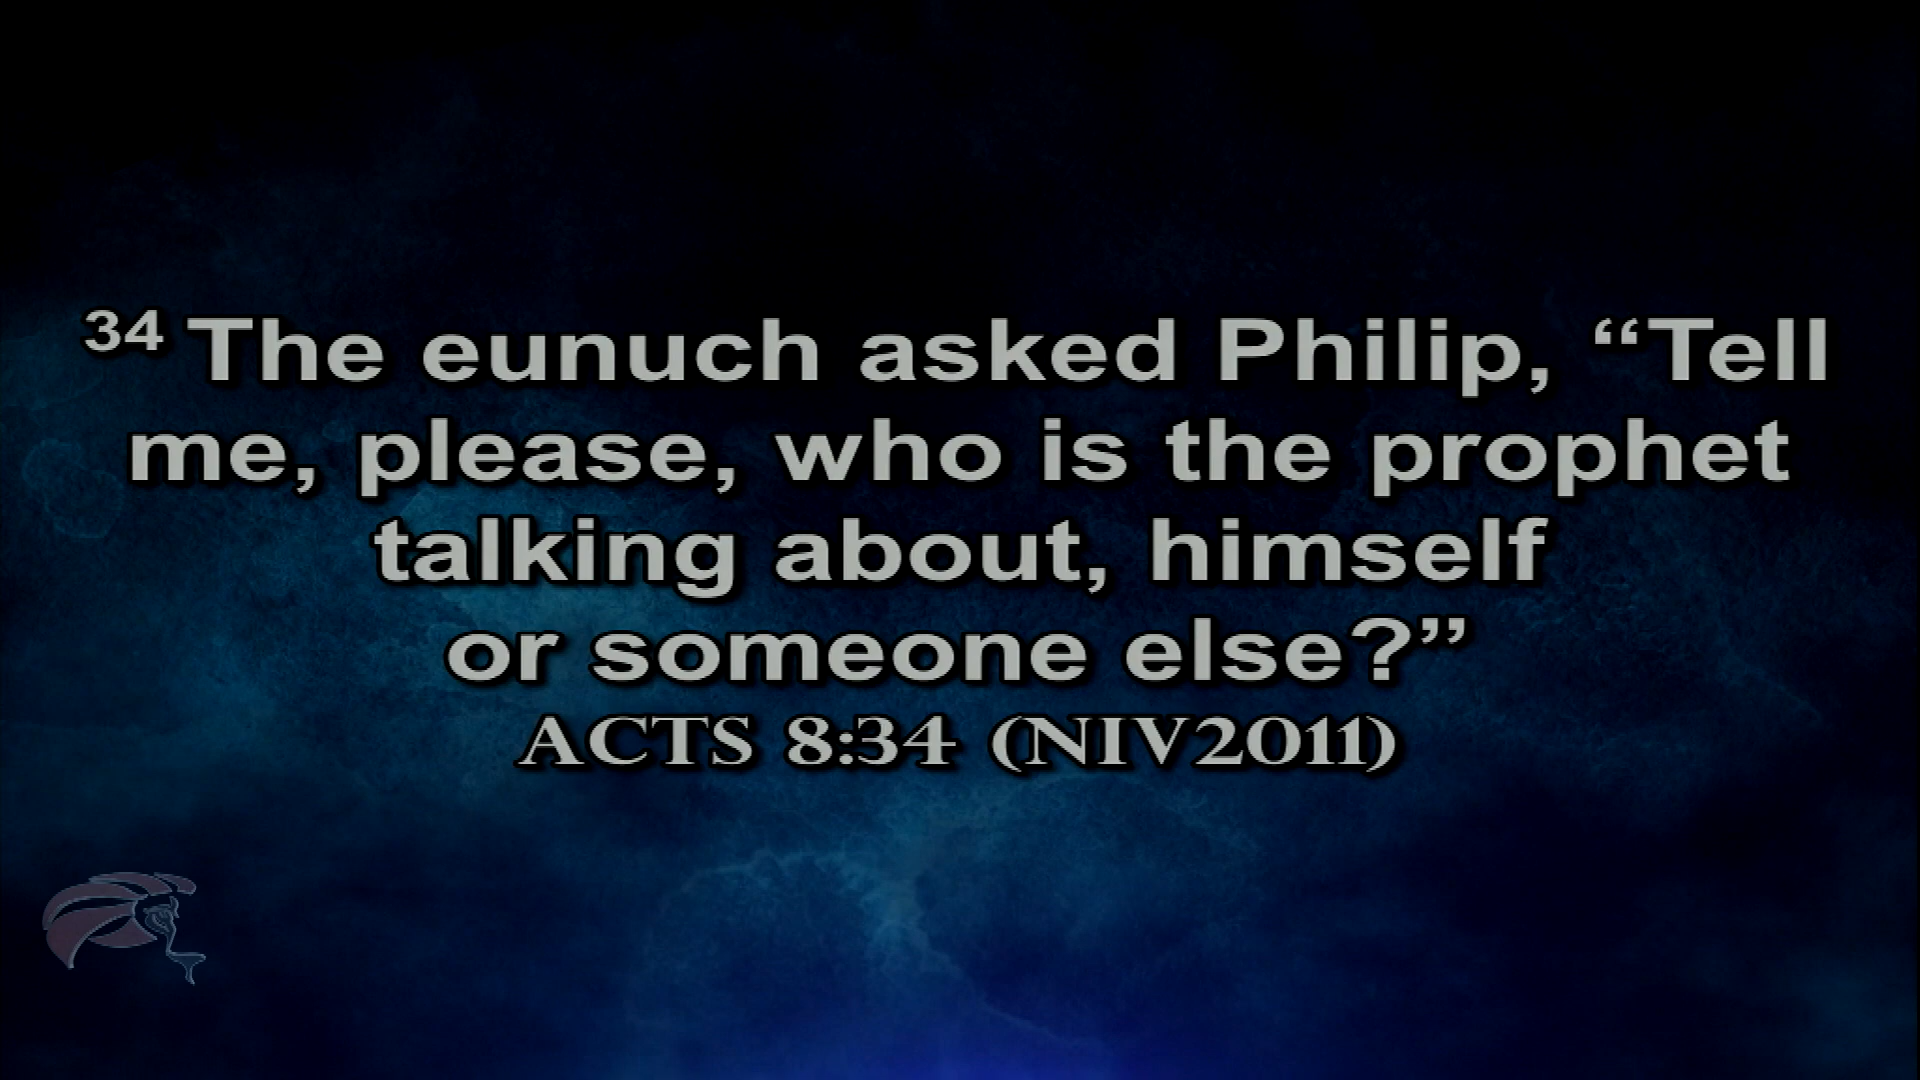 34 The eunuch asked Philip, “Tell
me, please, who is the prophet
talking about, himself
or someone else?”
ACTS 8:34 (NIV2011)